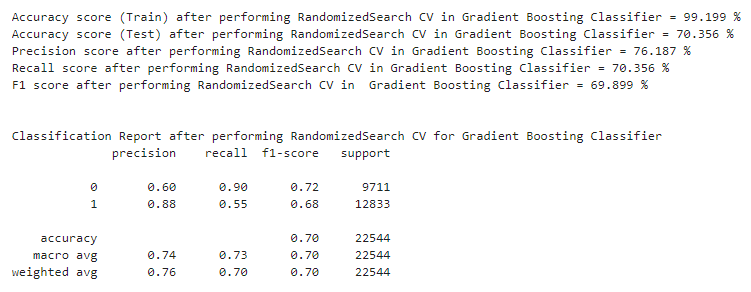 Accuracy score (Train) after performing RandomizedSearch CV in Gradient Boosting Classifier = 99.199 %
Accuracy score (Test) after performing RandomizedSearch CV in Gradient Boosting Classifier = 70.356 %
Precision score after performing RandomizedSearch CV in Gradient Boosting Classifier = 76.187 %
Recall score after performing RandomizedSearch CV in Gradient Boosting Classifier = 70.356 %
F1 score after performing RandomizedSearch CV in  Gradient Boosting Classifier = 69.899 %
Classification Report after performing RandomizedSearch CV for Gradient Boosting Classifier
precision recall f1-score support
0 0.60 0.90 0.72 9711
1 0.88 0.55 0.68 12833
accuracy 0.70 22544
macro avg 0.74 0.73 0.70 22544
weighted avg 0.76 0.70 0.70 22544